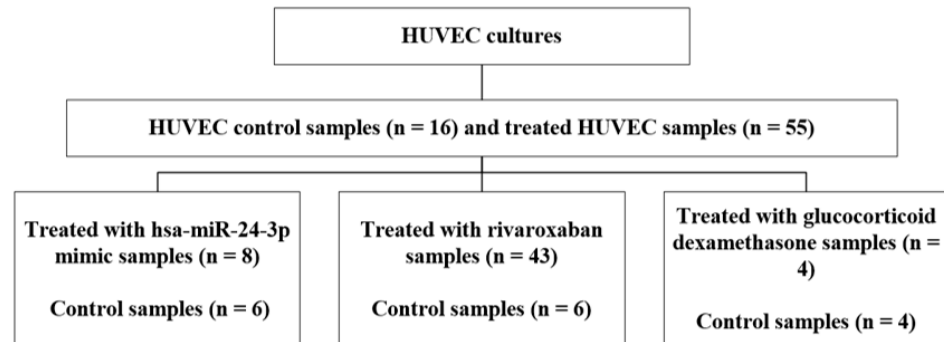 HUVEC cultures
HUVEC control samples (n = 16) and treated HUVEC samples (n = 55)
Treated with hsa-miR-24-3p
mimic samples (n = 8)
Control samples (n = 6)
Treated with rivaroxaban
samples (n = 43)
Control samples (n = 6)
Treated with glucocorticoid
dexamethasone samples (n =
4)
Control samples (n = 4)